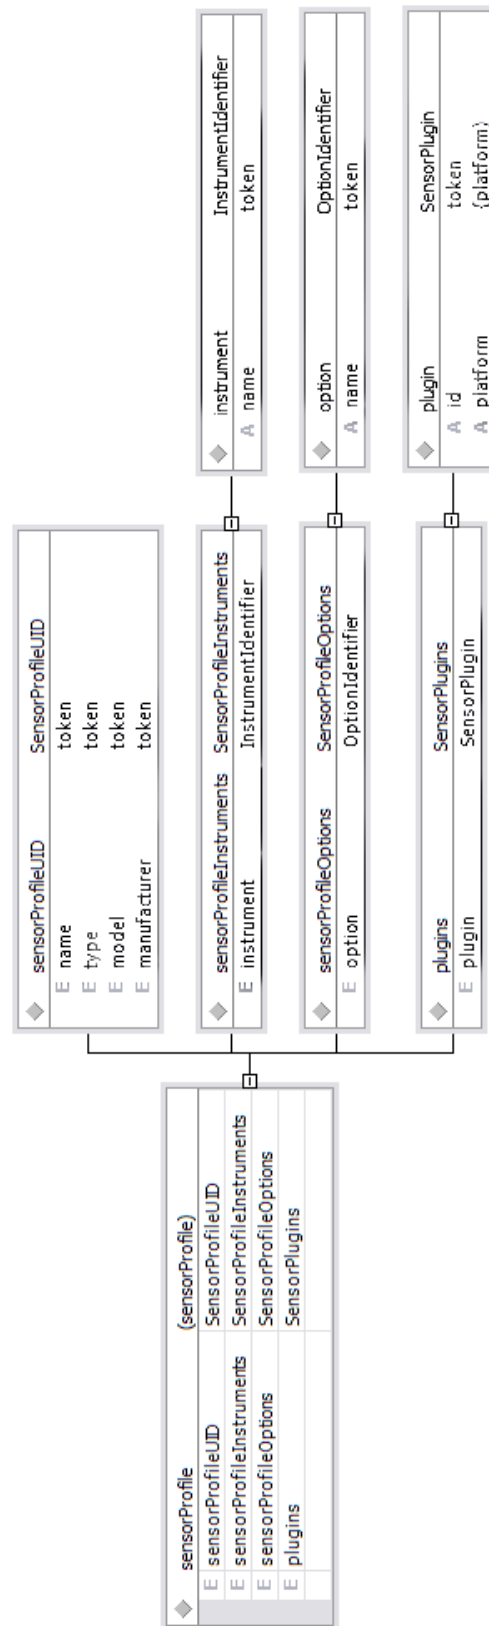 sensorProfile (sensorProfile)
E sensorProfileUID SensorProfileUID
E sensorProfileInstruments SensorProfileInstruments
E sensorProfileOptions SensorProfileOptions
E plugins SensorPlugins
sensorProfileUID SensorProfileUID
E name token
E type token
E model token
E manufacturer token
sensorProfileInstruments SensorProfileInstruments
E instrument InstrumentIdentifier
sensorProfileOptions SensorProfileOptions
E option OptionIdentifier
plugins SensorPlugins
E plugin SensorPlugin
instrument InstrumentIdentifier
A name token
option OptionIdentifier
A name token
plugin SensorPlugin
A id token
A platform (platform)